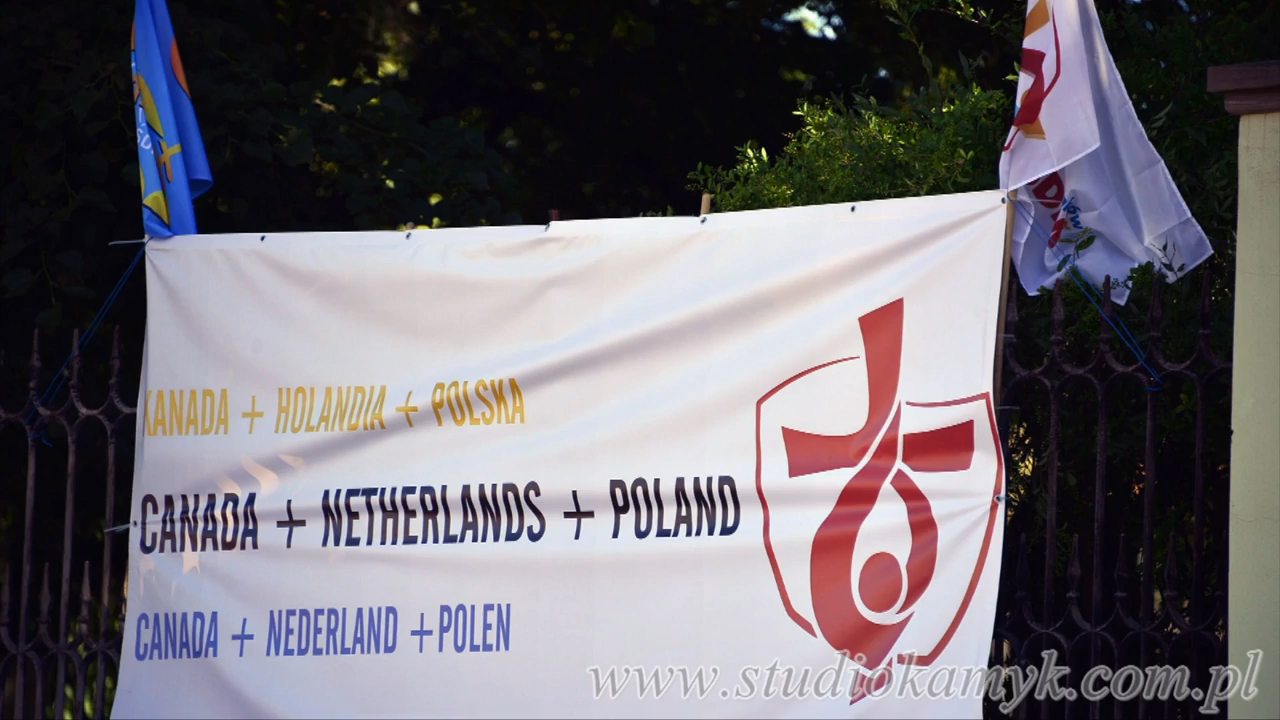 KANADA + HOLANDIA + POLSKA
CANADA + NETHERLANDS + POLAND
CANADA + NEDERLAND + POLEN
www.studiokamyk.com.pl